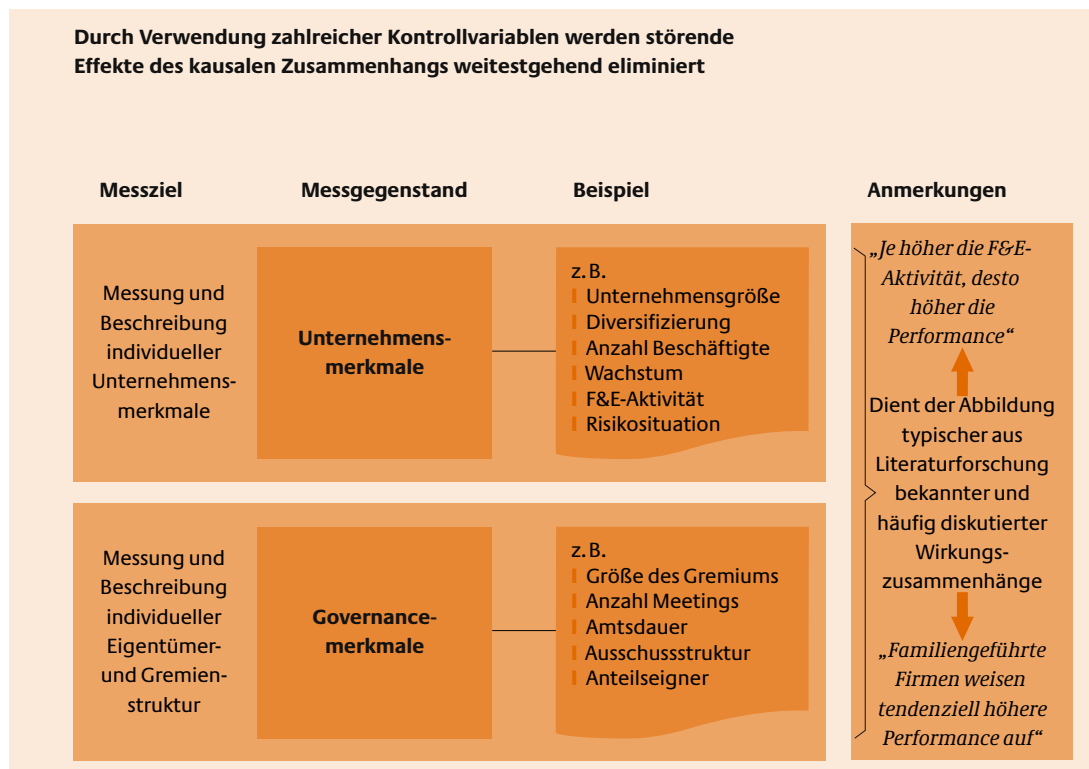 Durch Verwendung zahlreicher Kontrollvariablen werden störende
Effekte des kausalen Zusammenhangs weitestgehend eliminiert
Messziel
Messgegenstand
Beispiel
Anmerkungen
Messung und
Beschreibung
individueller
Unternehmens-
merkmale
Unternehmens-
merkmale
z. B.
Unternehmensgröße
Diversifizierung
Anzahl Beschäftigte
Wachstum
F&E-Aktivität
Risikosituation
Messung und
Beschreibung
individueller
Eigentümer-
und Gremien-
struktur
Governance-
merkmale
z. B.
Größe des Gremiums
Anzahl Meetings
Amtsdauer
Ausschussstruktur
Anteilseigner
„Je höher die F&E-
Aktivität, desto
höher die
Performance“
Dient der Abbildung
typischer aus
Literaturforschung
bekannter und
häufig diskutierter
Wirkungs-
zusammenhänge
„Familiengeführte
Firmen weisen
tendenziell höhere
Performance auf“